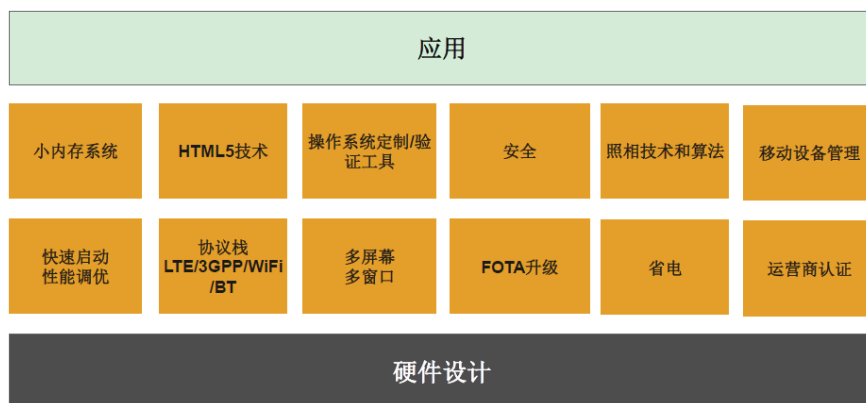 应用
小内存系统
HTML5技术
操作系统定制/验
证工具
安全
照相技术和算法
移动设备管理
快速启动
性能调优
协议栈
LTE/3GPP/WiFi
/BT
多屏幕
多窗口
FOTA升级
省电
运营商认证
硬件设计